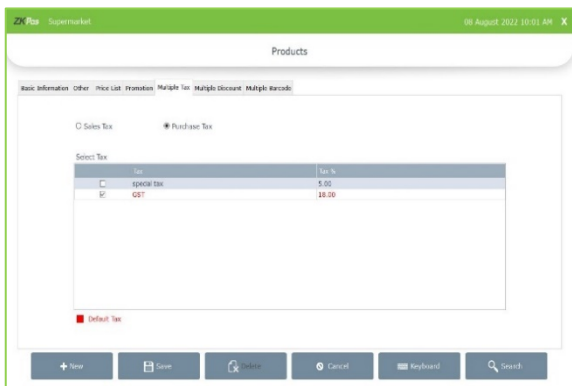 ZKPos Supermarket 08 August 2022 10:01 AM X
Products
Basic Information Other Price List Promotion Multiple Tax Multiple Discount Multiple Barcode
Sales Tax Purchase Tax
Select Tax
Tax Tax %
special tax 5.00
GST 18.00
Default Tax
New Save Delete Cancel Keyboard Search